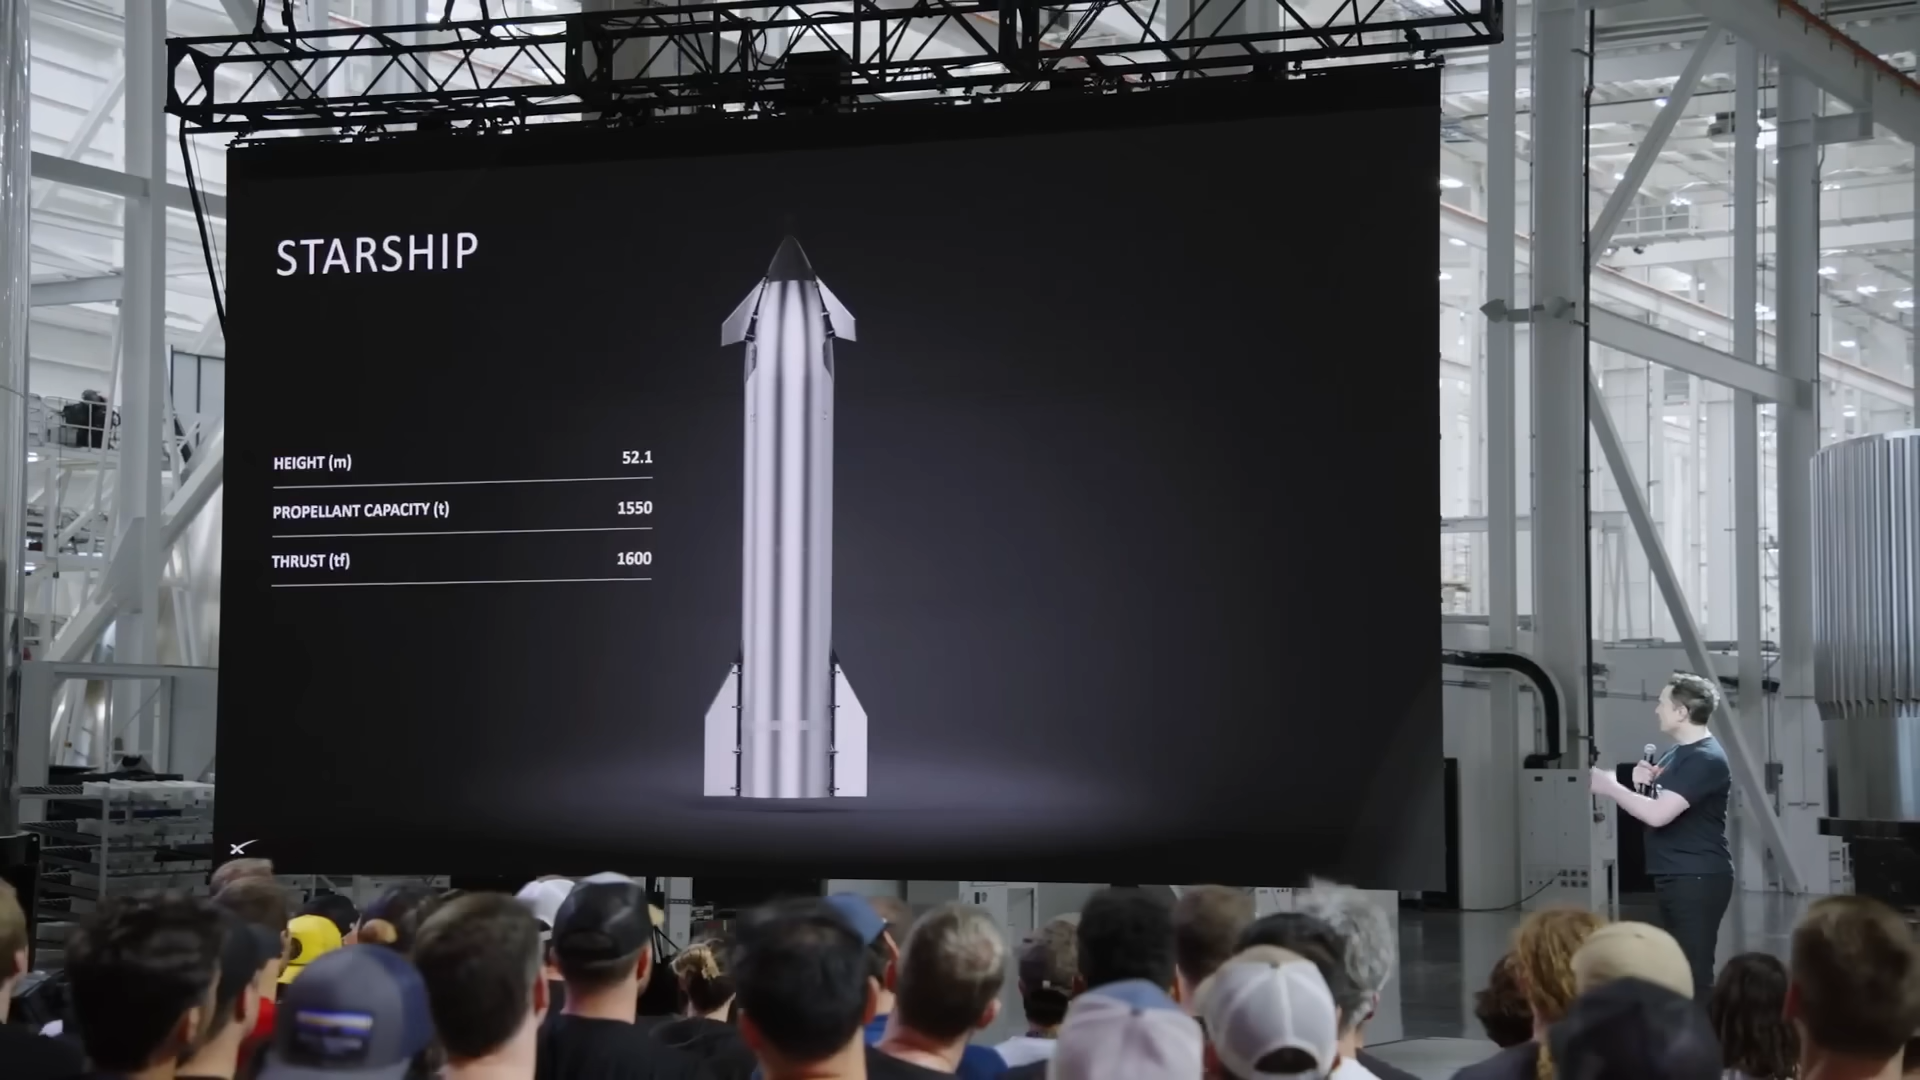 STARSHIP
HEIGHT (m) 52.1
PROPELLANT CAPACITY (t) 1550
THRUST (tf) 1600